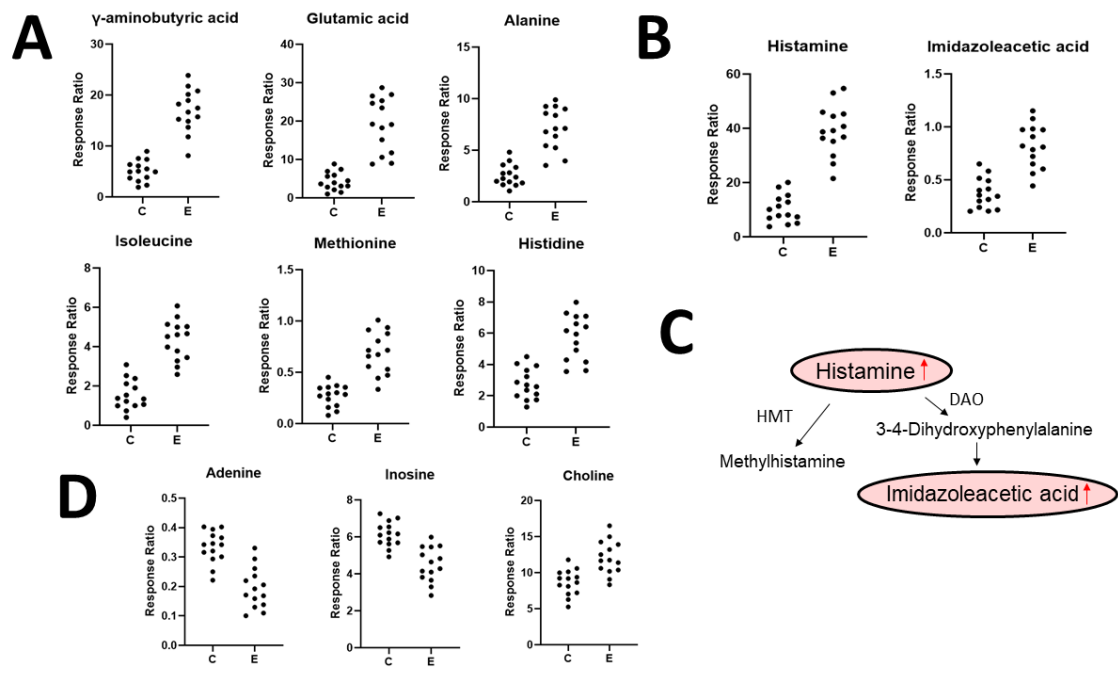 A
γ-aminobutyric acid
Response Ratio
30
20
10
0
C E
Glutamic acid
Response Ratio
40
30
20
10
0
C E
Alanine
Response Ratio
15
10
5
0
C E
Isoleucine
Response Ratio
8
6
4
2
0
C E
Methionine
Response Ratio
1.5
1.0
0.5
0.0
C E
Histidine
Response Ratio
10
8
6
4
2
0
C E
B
Histamine
Response Ratio
60
40
20
0
C E
Imidazoleacetic acid
Response Ratio
1.5
1.0
0.5
0.0
C E
C
Histamine
HMT
DAO
Methylhistamine
3-4-Dihydroxyphenylalanine
Imidazoleacetic acid
D
Adenine
Response Ratio
0.5
0.4
0.3
0.2
0.1
0.0
C E
Inosine
Response Ratio
8
6
4
2
0
C E
Choline
Response Ratio
20
15
10
5
0
C E